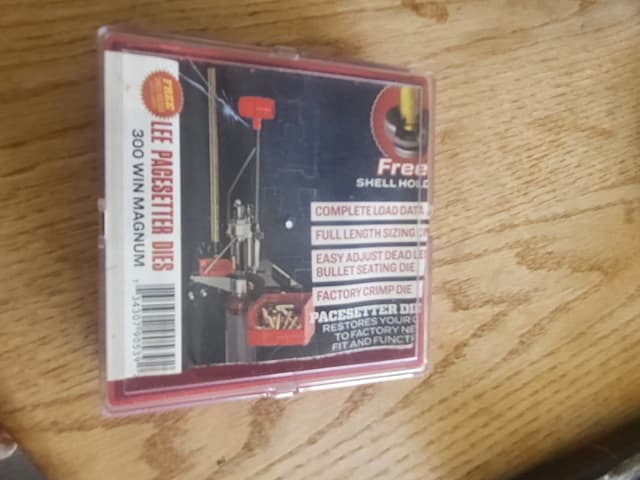 FREE
LEE PACESETTER DIES
300 WIN MAGNUM
Free
SHELL HOLD
COMPLETE LOAD DATA
FULL LENGTH SIZING
EASY ADJUST DEAD LE
BULLET SEATING DIE
FACTORY CRIMP DIE
PACESETTER DIE
RESTORES YOUR
TO FACTORY NE
FIT AND FUNCTI